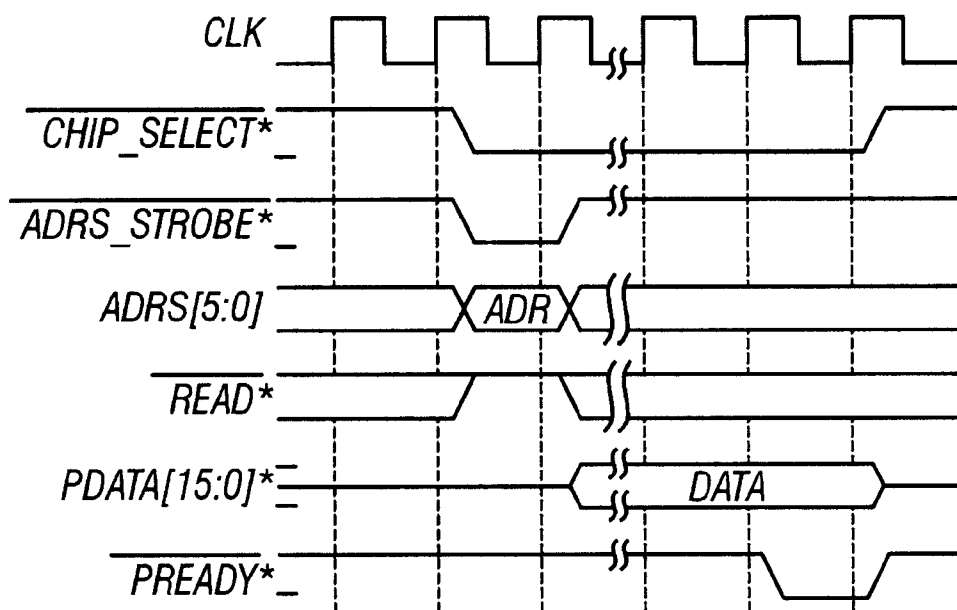 CLK
CHIP_SELECT*
ADRS_STROBE*
ADRS[5:0] ADR
READ*
PDATA[15:0]* DATA
PREADY*